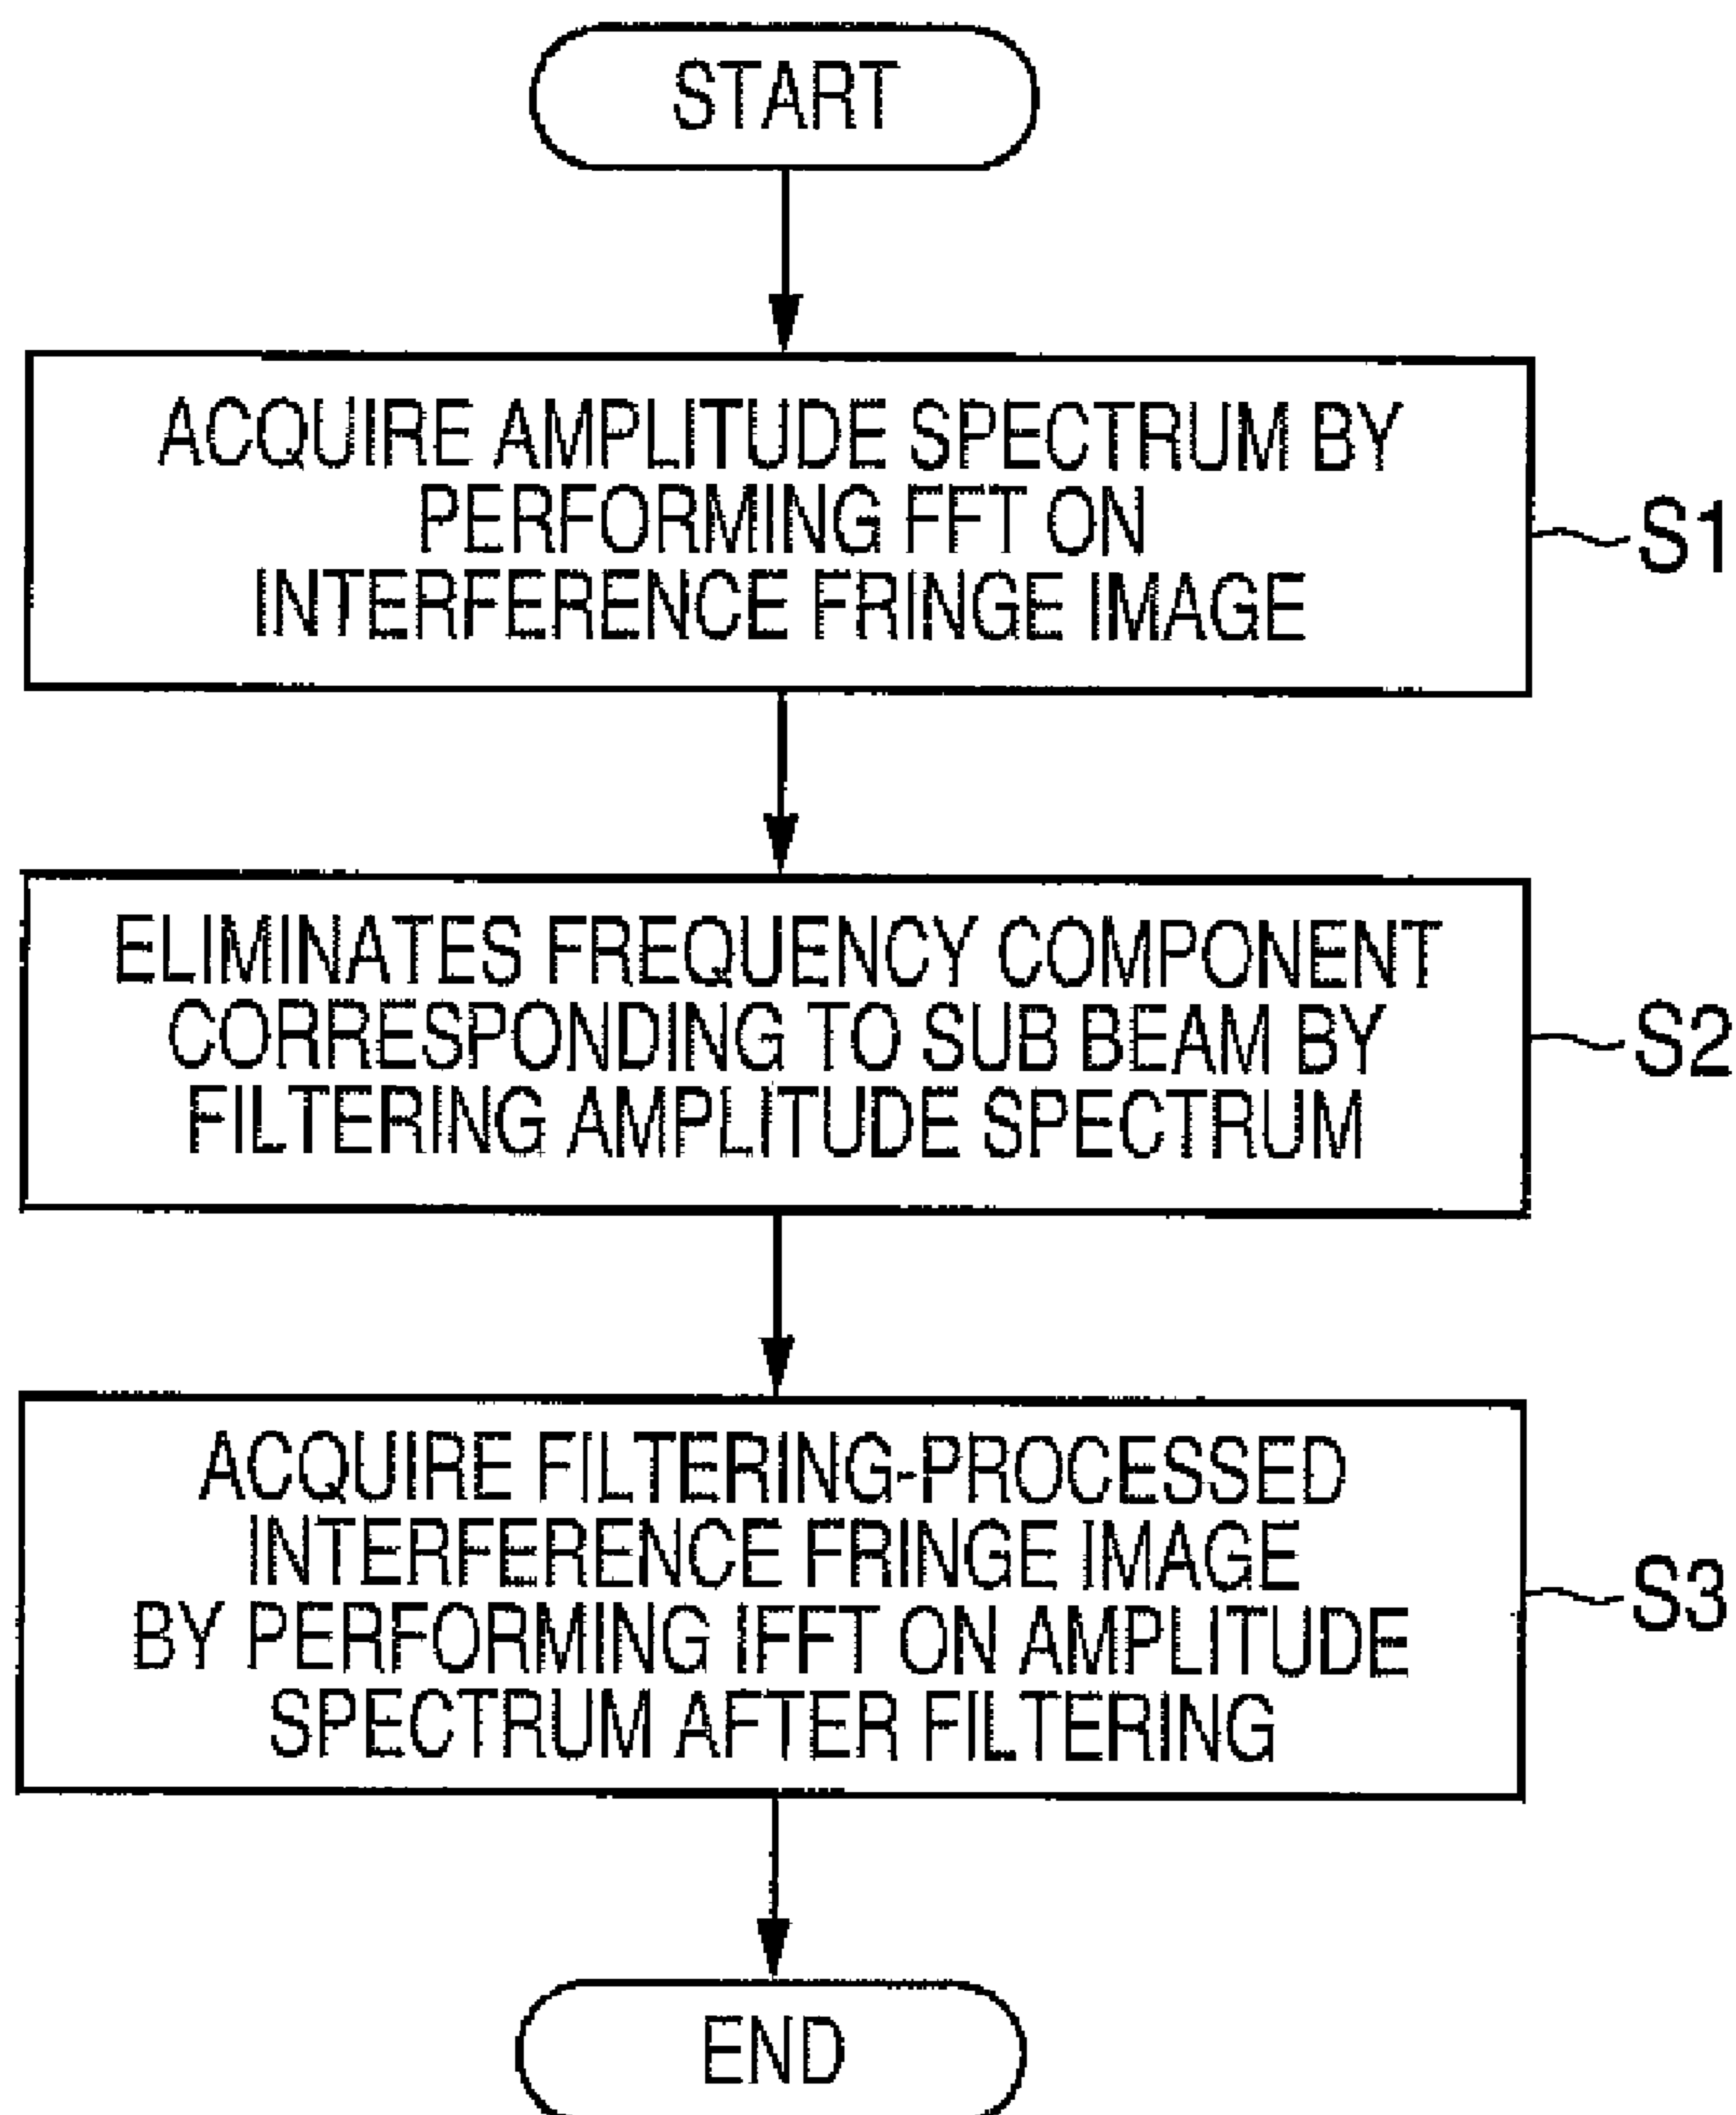 START
ACQUIRE AMPLITUDE SPECTRUM BY
PERFORMING FFT ON
INTERFERENCE FRINGE IMAGE
S1
ELIMINATES FREQUENCY COMPONENT
CORRESPONDING TO SUB BEAM BY
FILTERING AMPLITUDE SPECTRUM
S2
ACQUIRE FILTERING-PROCESSED
INTERFERENCE FRINGE IMAGE
BY PERFORMING IFFT ON AMPLITUDE
SPECTRUM AFTER FILTERING
S3
END